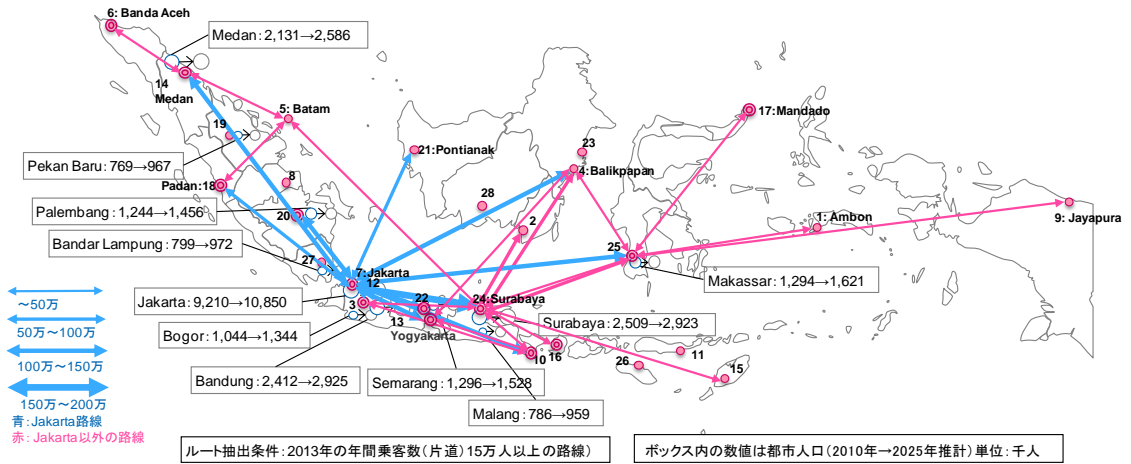 6: Banda Aceh
Medan：2,131→2,586
14
Medan
5: Batam
17: Mandado
19
21: Pontianak
23
Pekan Baru：769→967
4: Balikpapan
Padan: 18
8
28
Palembang：1,244→1,456
20
2
1: Ambon
9: Jayapura
Bandar Lampung：799→972
27
25
7: Jakarta
12
Makassar：1,294→1,621
～50万
Jakarta：9,210→10,850
3
22
24: Surabaya
50万～100万
Bogor：1,044→1,344
13
Yogyakarta
Surabaya：2,509→2,923
10
16
11
100万～150万
26
15
Bandung：2,412→2,925
Semarang：1,296→1,528
150万～200万
Malang：786→959
青：Jakarta路線
赤：Jakarta以外の路線
ルート抽出条件：2013年の年間乗客数（片道）15万人以上の路線）
ボックス内の数値は都市人口（2010年→2025年推計）単位：千人